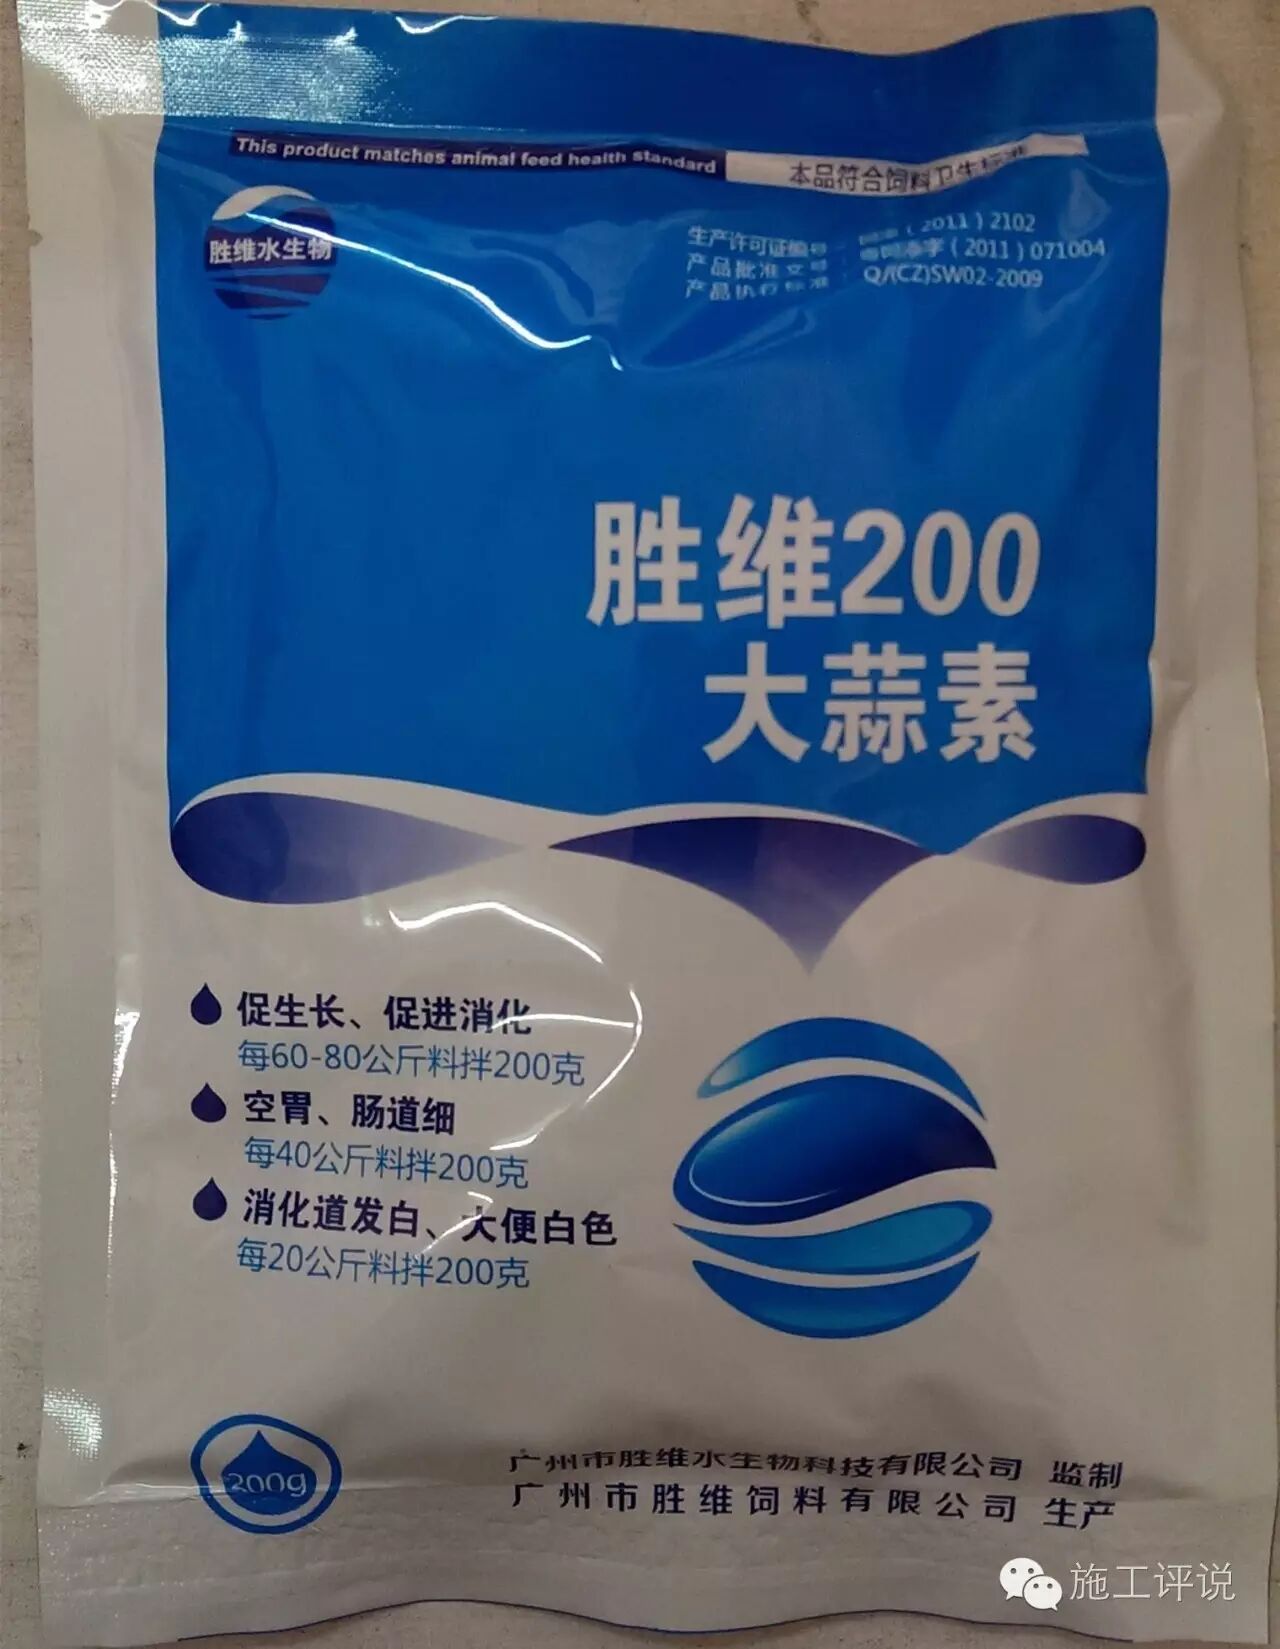 This product matches animal feed health standard 本品符合饲料卫生标准
胜维水生物
生产许可证编号: (2011)2102
产品批准文号: 字(2011)071004
产品执行标准: Q/(CZ)SW02-2009
胜维200
大蒜素
促生长、促进消化
每60-80公斤料拌200克
空胃、肠道细
每40公斤料拌200克
消化道发白、大便白色
每20公斤料拌200克
200g
广州市胜维水生物科技有限公司 监制
广州市胜维饲料有限公司 生产
施工评说